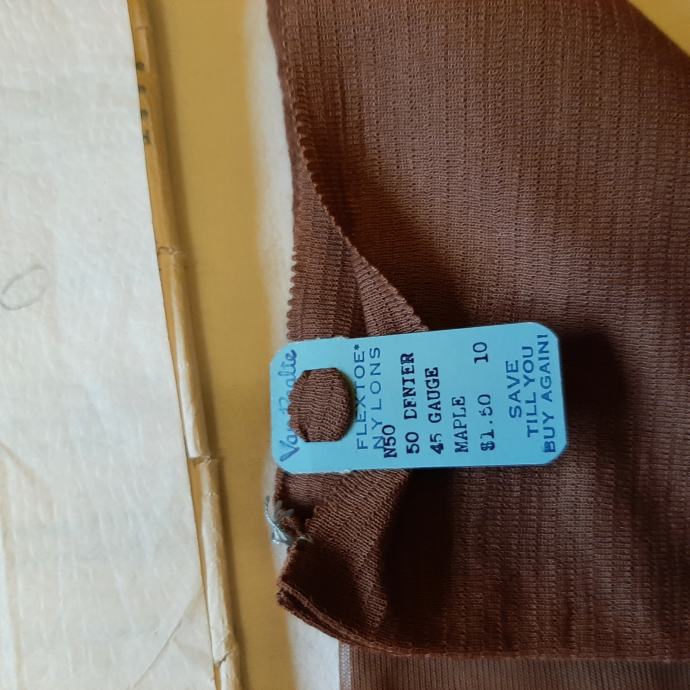 Van Raalte
FLEXTOE*
NYLONS
N50
50 DENIER
45 GAUGE
MAPLE 10
$1.50
SAVE
TILL YOU
BUY AGAIN!